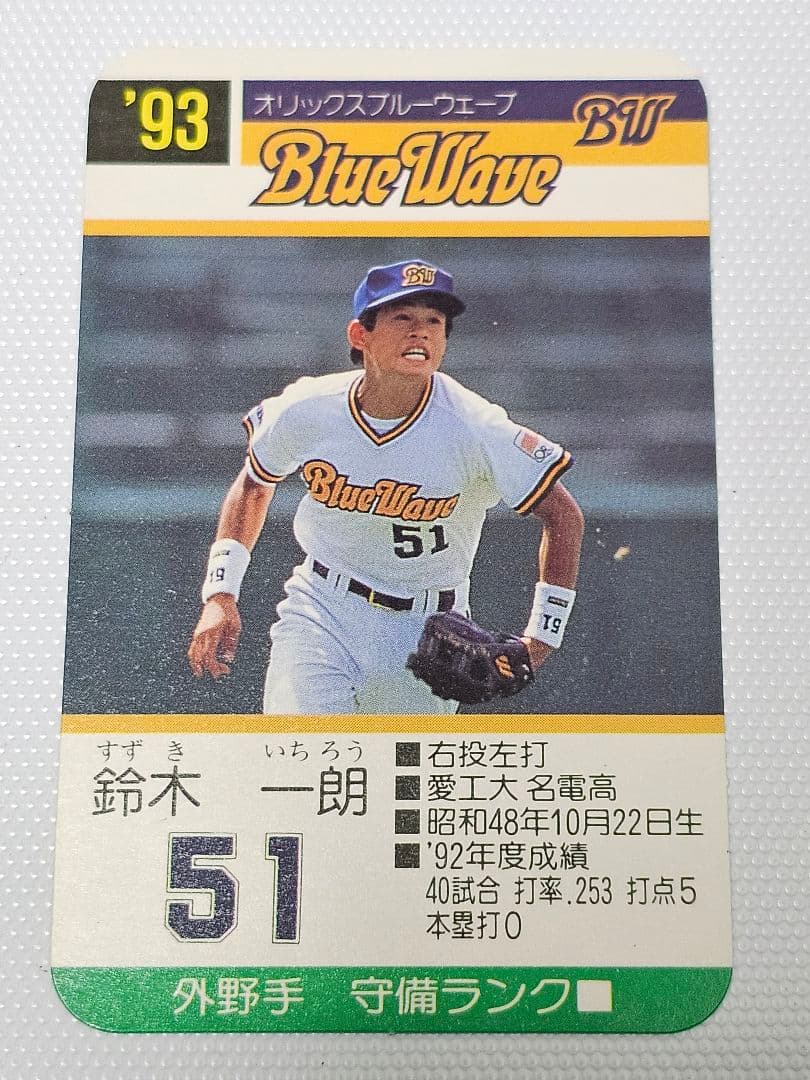 '93
オリックスブルーウェーブ
BW
Blue Wave
BW
Blue Wave
51
51
51
すずき いちろう
鈴木 一朗
51
■右投左打
■愛工大名電高
■昭和48年10月22日生
■'92年度成績
40試合 打率.253 打点5
本塁打0
外野手 守備ランク□